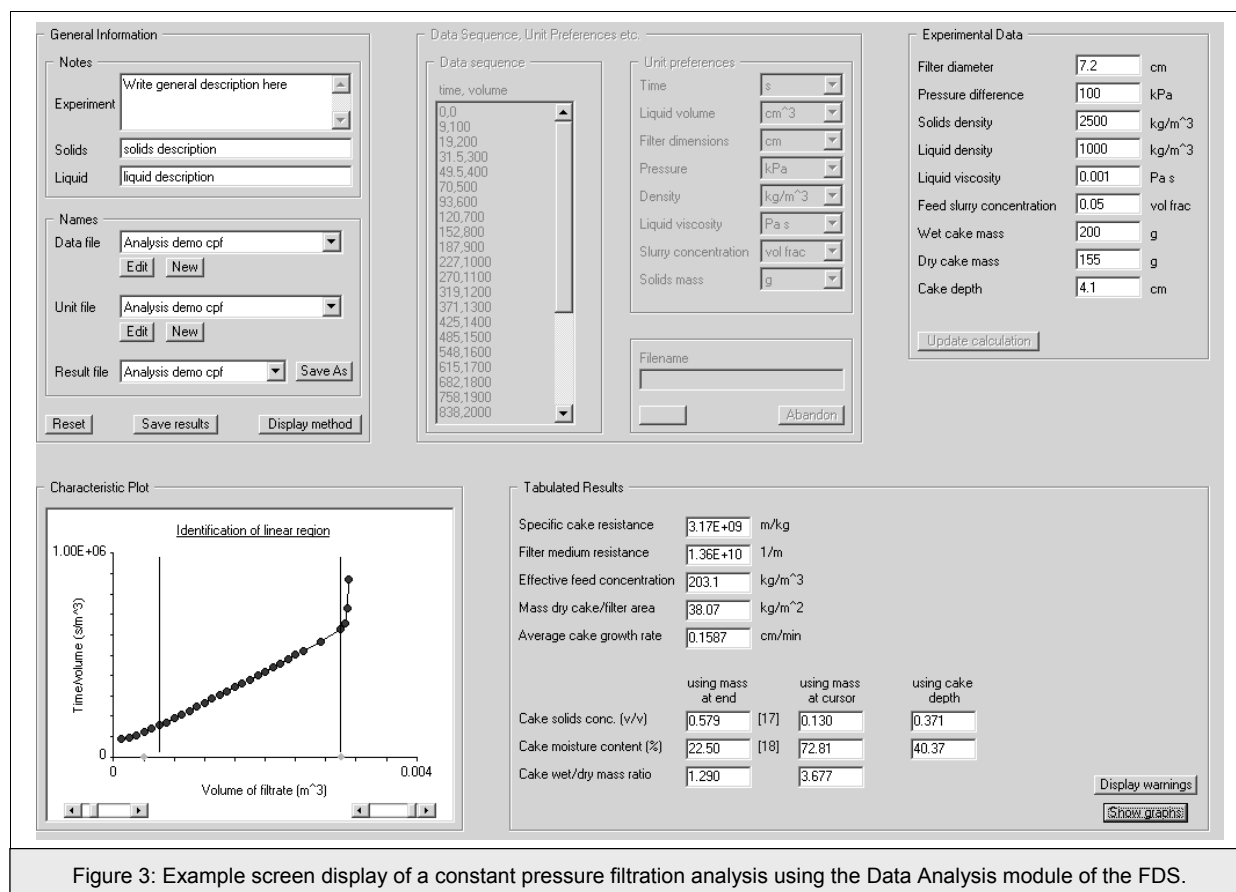 General Information
Notes
Experiment
Write general description here
Solids
solids description
Liquid
liquid description
Names
Data file
Analysis demo cpf
Edit
New
Unit file
Analysis demo cpf
Edit
New
Result file
Analysis demo cpf
Save As
Reset
Save results
Display method
Data Sequence, Unit Preferences etc.
Data sequence
time, volume
0,0
9,100
19,200
31.5,300
49.5,400
70,500
93,600
120,700
152,800
187,900
227,1000
270,1100
319,1200
371,1300
425,1400
485,1500
548,1600
615,1700
682,1800
758,1900
838,2000
Unit preferences
Time
s
Liquid volume
cm^3
Filter dimensions
cm
Pressure
kPa
Density
kg/m^3
Liquid viscosity
Pa s
Slurry concentration
vol frac
Solids mass
g
Filename
Abandon
Experimental Data
Filter diameter 7.2 cm
Pressure difference 100 kPa
Solids density 2500 kg/m^3
Liquid density 1000 kg/m^3
Liquid viscosity 0.001 Pa s
Feed slurry concentration 0.05 vol frac
Wet cake mass 200 g
Dry cake mass 155 g
Cake depth 4.1 cm
Update calculation
Characteristic Plot
Identification of linear region
1.00E+06
Time/volume (s/m^3)
0
0
0.004
Volume of filtrate (m^3)
Tabulated Results
Specific cake resistance 3.17E+09 m/kg
Filter medium resistance 1.36E+10 1/m
Effective feed concentration 203.1 kg/m^3
Mass dry cake/filter area 38.07 kg/m^2
Average cake growth rate 0.1587 cm/min
using mass at end
using mass at cursor
using cake depth
Cake solids conc. (v/v) 0.579 [17] 0.130 0.371
Cake moisture content (%) 22.50 [18] 72.81 40.37
Cake wet/dry mass ratio 1.290 3.677
Display warnings
Show graphs
Figure 3: Example screen display of a constant pressure filtration analysis using the Data Analysis module of the FDS.